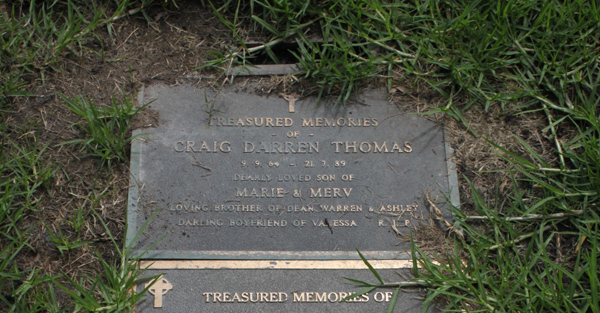 TREASURED MEMORIES
- OF -
CRAIG DARREN THOMAS
9. 9. 64 - 21. 7. 89
DEARLY LOVED SON OF
MARIE & MERV
LOVING BROTHER OF DEAN, WARREN & ASHLEY
DARLING BOYFRIEND OF VANESSA R. I. P.
TREASURED MEMORIES OF